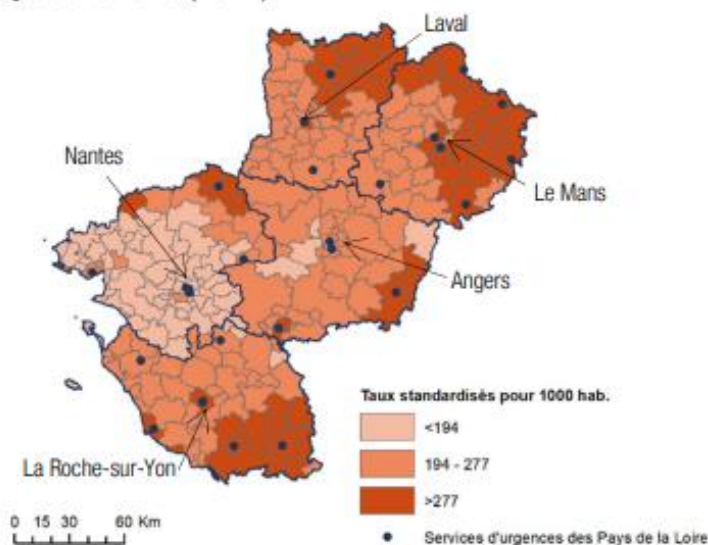 Laval
Nantes
Le Mans
Angers
La Roche-sur-Yon
Taux standardisés pour 1000 hab.
<194
194 - 277
>277
0 15 30 60 Km
Services d'urgences des Pays de la Loire